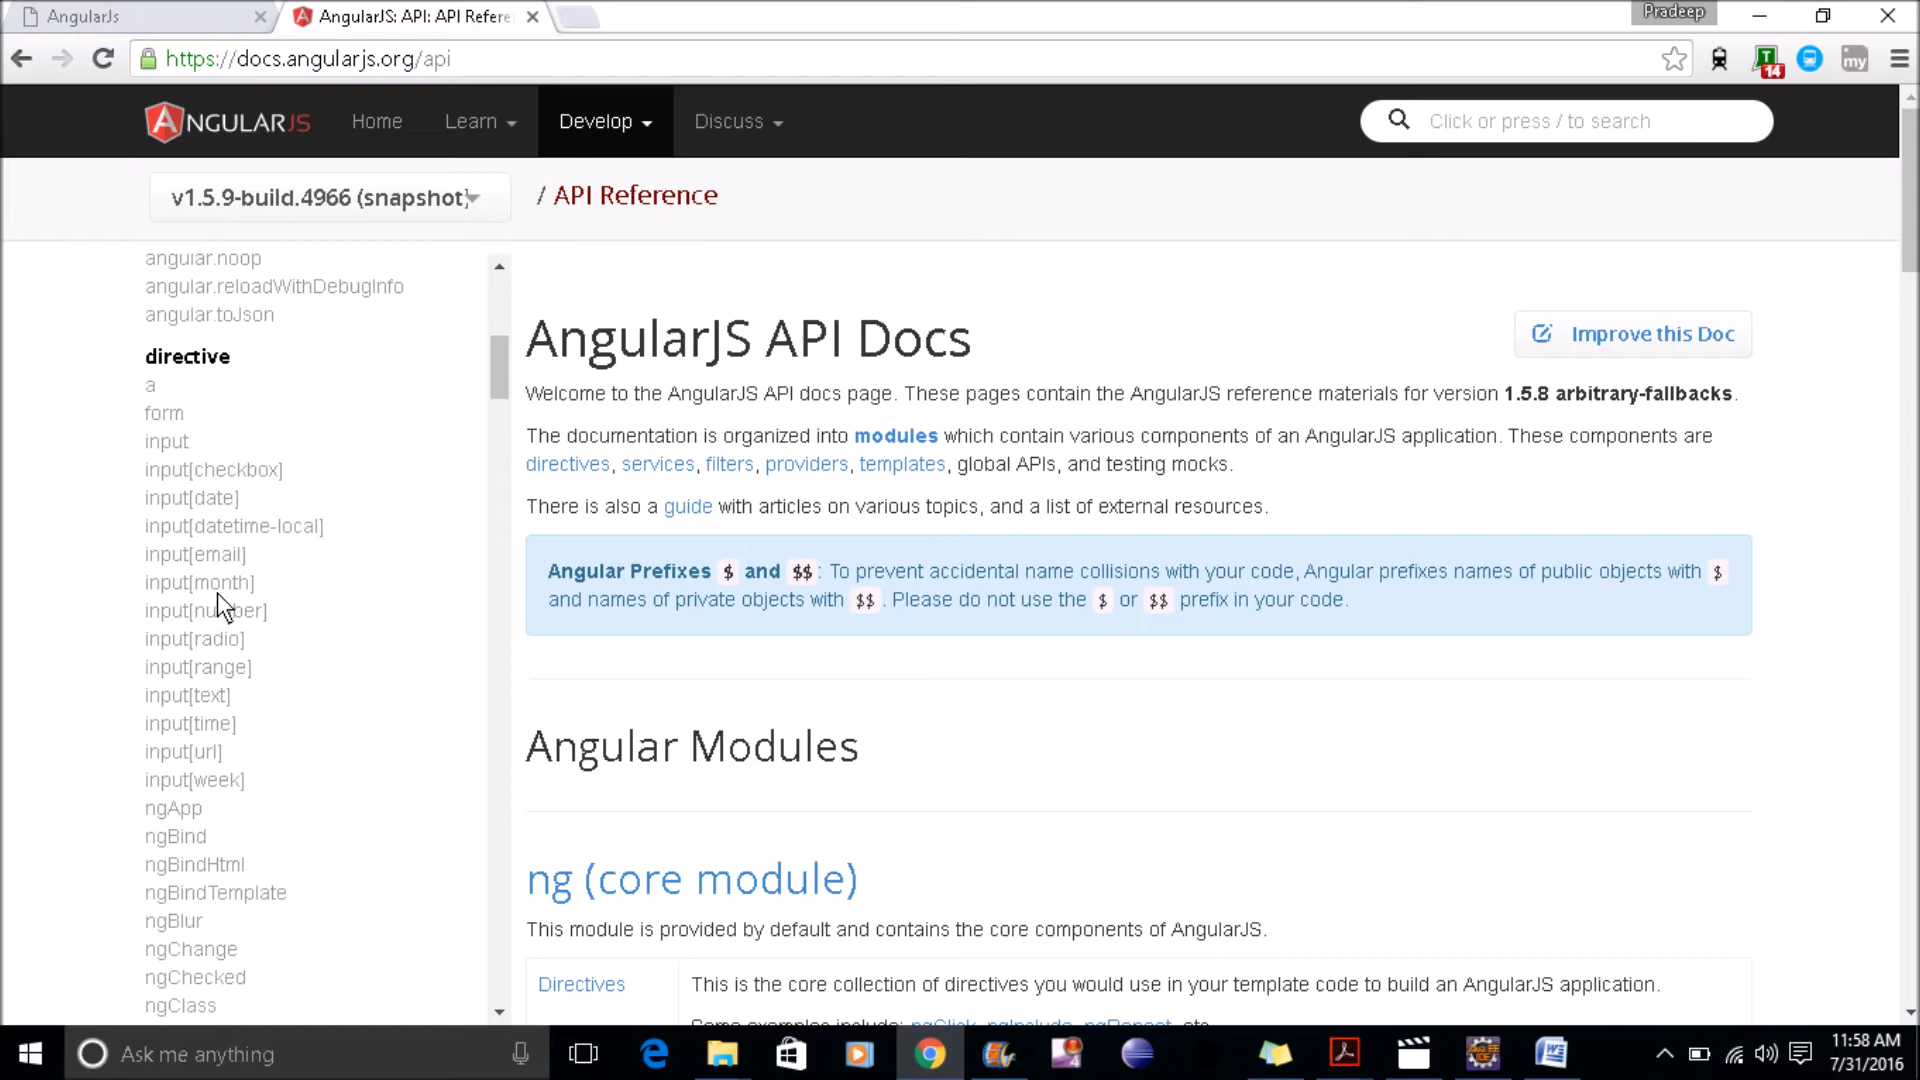 AngularJs
AngularJS: API: API Refere
Pradeep
https://docs.angularjs.org/api
T
14
my
ANGULARJS
Home
Learn
Develop
Discuss
Click or press / to search
v1.5.9-build.4966 (snapshot)
/ API Reference
angular.noop
angular.reloadWithDebugInfo
angular.toJson
directive
a
form
input
input[checkbox]
input[date]
input[datetime-local]
input[email]
input[month]
input[number]
input[radio]
input[range]
input[text]
input[time]
input[url]
input[week]
ngApp
ngBind
ngBindHtml
ngBindTemplate
ngBlur
ngChange
ngChecked
ngClass
AngularJS API Docs
Improve this Doc
Welcome to the AngularJS API docs page. These pages contain the AngularJS reference materials for version 1.5.8 arbitrary-fallbacks.
The documentation is organized into modules which contain various components of an AngularJS application. These components are
directives, services, filters, providers, templates, global APIs, and testing mocks.
There is also a guide with articles on various topics, and a list of external resources.
Angular Prefixes $ and $$: To prevent accidental name collisions with your code, Angular prefixes names of public objects with $
and names of private objects with $$. Please do not use the $ or $$ prefix in your code.
Angular Modules
ng (core module)
This module is provided by default and contains the core components of AngularJS.
Directives
This is the core collection of directives you would use in your template code to build an AngularJS application.
Some examples include: ngClick, ngInclude, ngRepeat, etc
Ask me anything
11:58 AM
7/31/2016